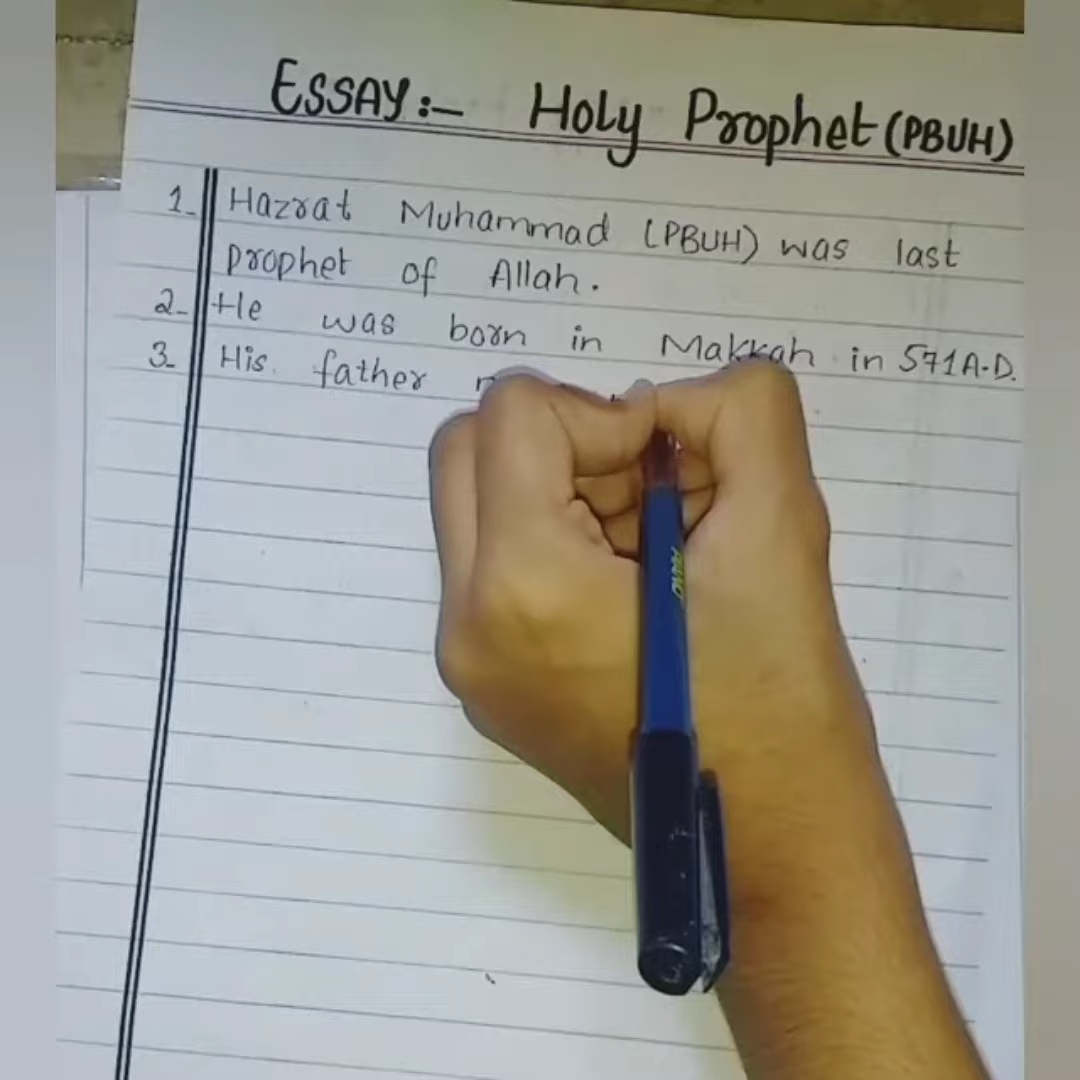 ESSAY:- Holy Prophet (PBUH)
1- Hazrat Muhammad (PBUH) was last
prophet of Allah.
2- He was born in Makkah in 571A.D.
3- His father